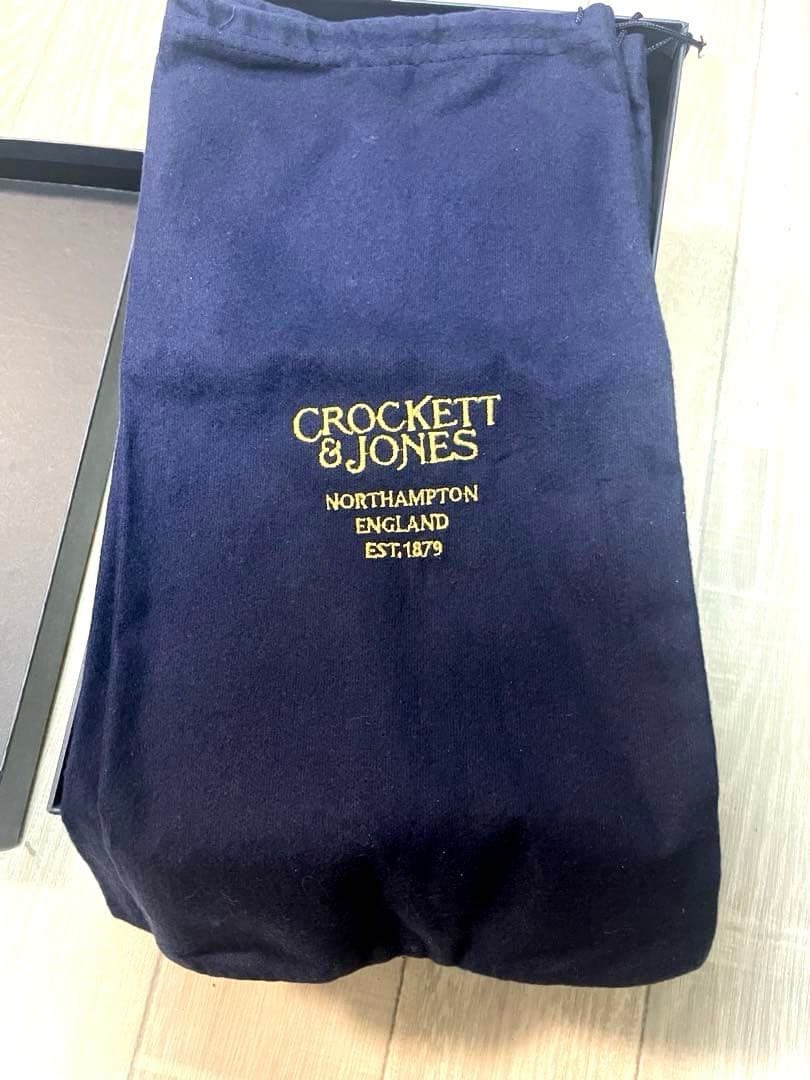 CROCKETT
& JONES
NORTHAMPTON
ENGLAND
EST. 1879